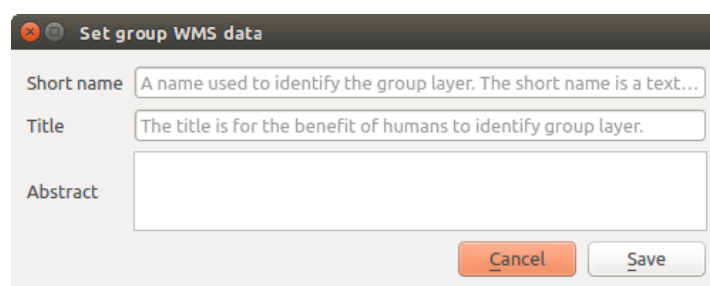 Set group WMS data
Short name A name used to identify the group layer. The short name is a text...
Title The title is for the benefit of humans to identify group layer.
Abstract
Cancel Save